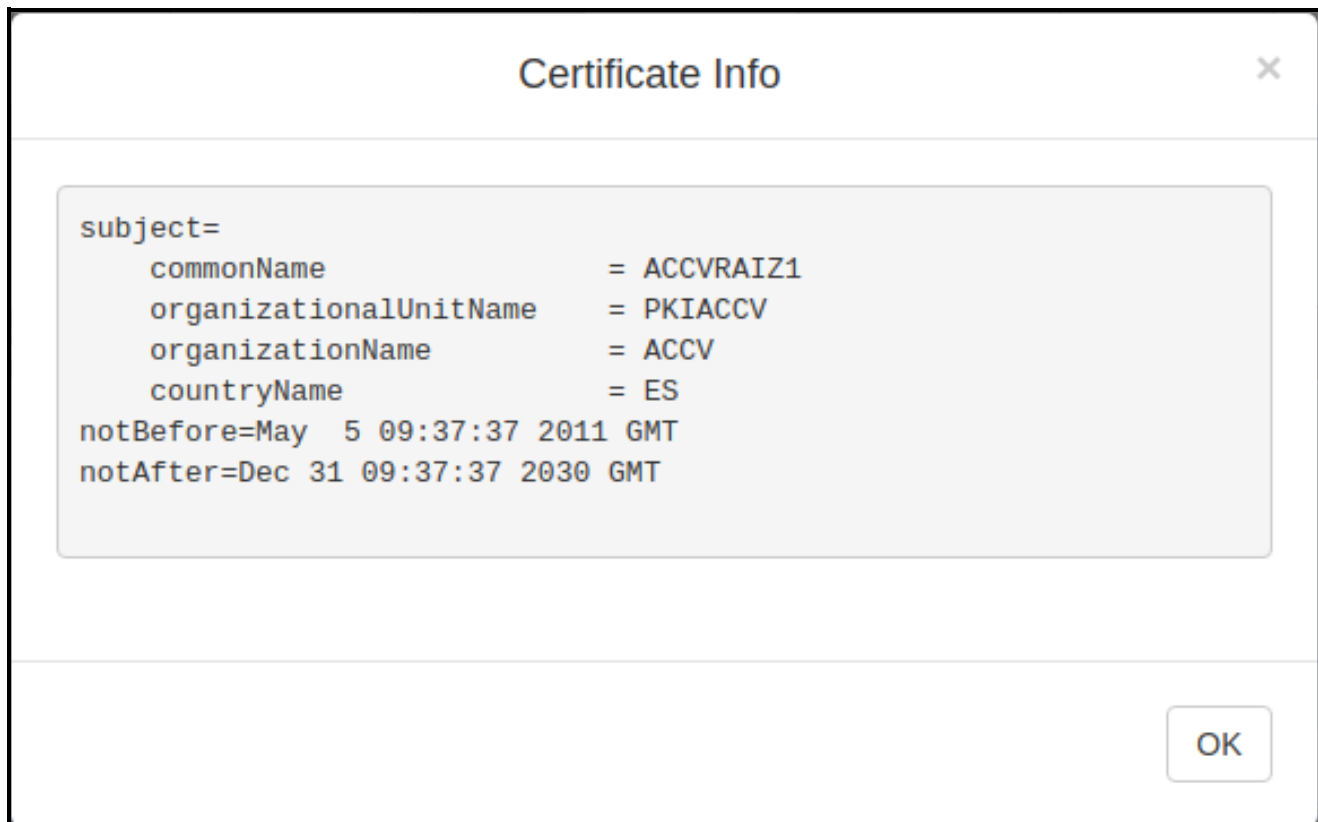 Certificate Info
×
subject=
    commonName                = ACCVRAIZ1
    organizationalUnitName    = PKIACCV
    organizationName          = ACCV
    countryName               = ES
notBefore=May  5 09:37:37 2011 GMT
notAfter=Dec 31 09:37:37 2030 GMT
OK